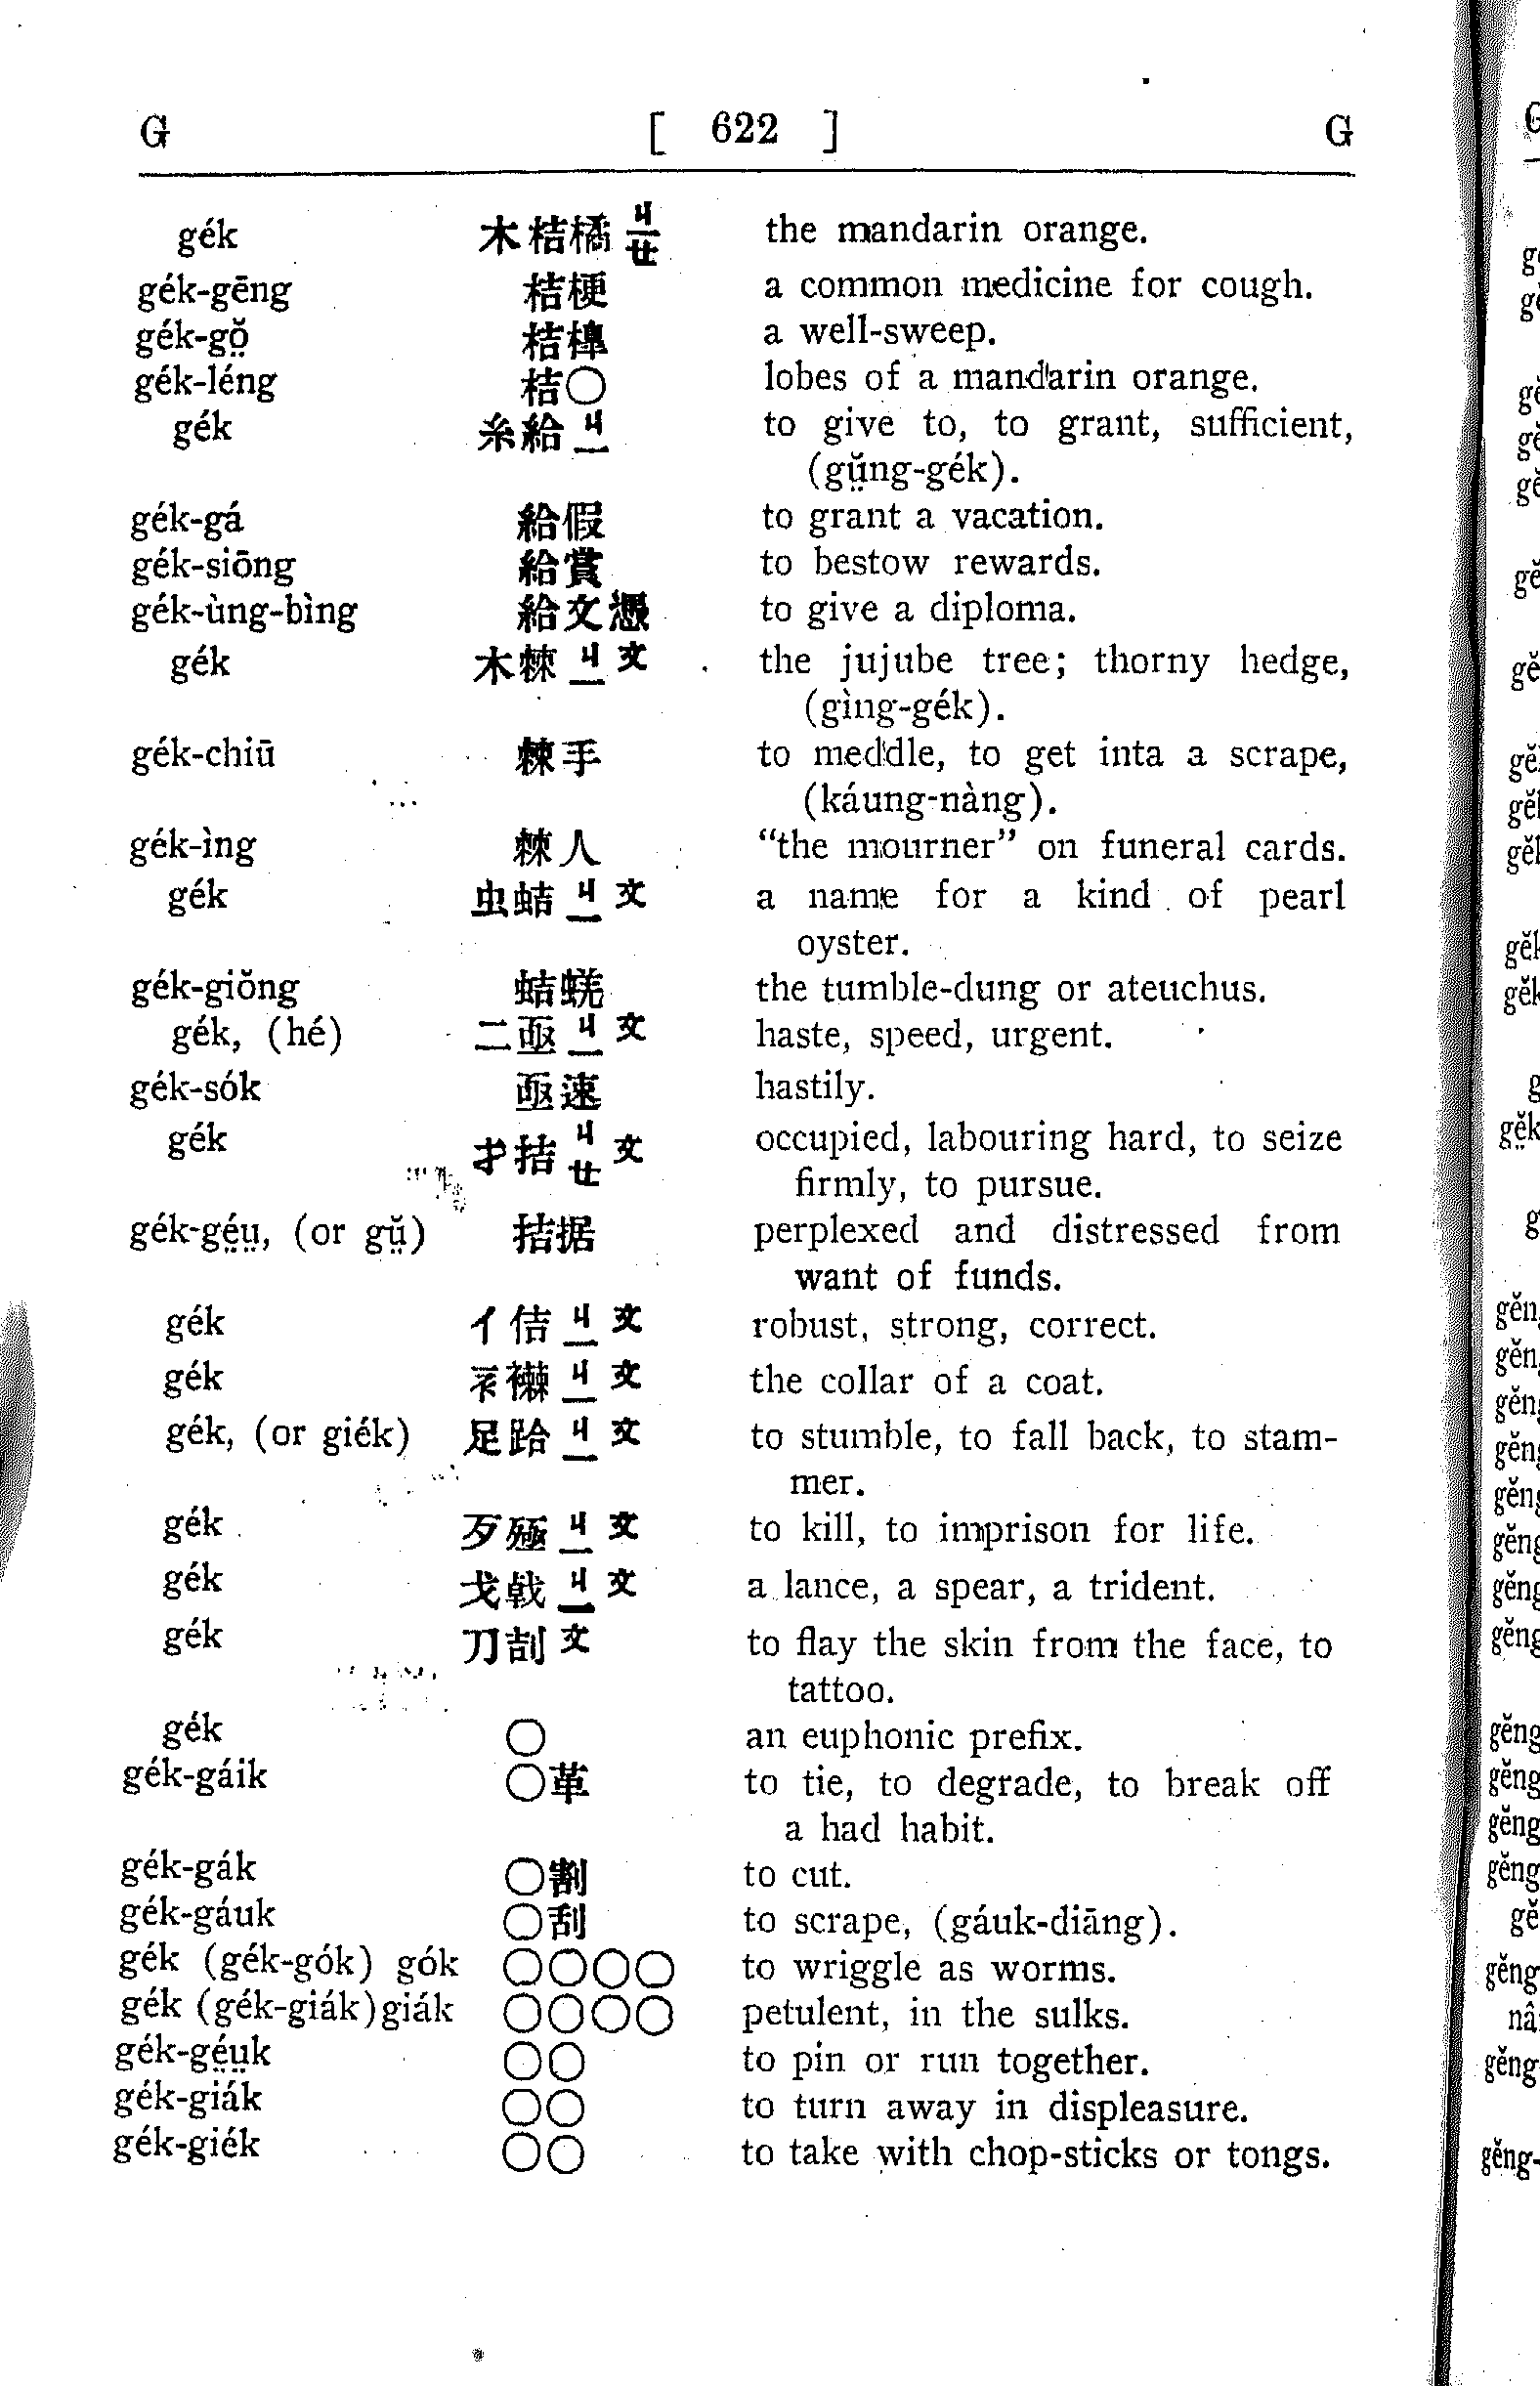 G [ 622 ] G
gék 木桔橘 ㄐㄝ the mandarin orange.
gék-gēng 桔梗 a common medicine for cough.
gék-gŏ̤ 桔槔 a well-sweep.
gék-léng 桔〇 lobes of a mandarin orange.
gék 糸給 ㄐㄧ to give to, to grant, sufficient,
(gṳ̆ng-gék).
gék-gá 給假 to grant a vacation.
gék-siōng 給賞 to bestow rewards.
gék-ùng-bìng 給文憑 to give a diploma.
gék 木棘 ㄐㄧ 文 the jujube tree; thorny hedge,
(gìng-gék).
gék-chiū 棘手 to meddle, to get inta a scrape,
(káung-nàng).
gék-ìng 棘人 “the mourner” on funeral cards.
gék 虫蛣 ㄐㄧ 文 a name for a kind of pearl
oyster.
gék-giŏng 蛣蜣 the tumble-dung or ateuchus.
gék, (hé) 二亟 ㄐㄧ 文 haste, speed, urgent.
gék-sók 亟速 hastily.
gék 扌拮 ㄐㄝ 文 occupied, labouring hard, to seize
firmly, to pursue.
gék-gé̤ṳ, (or gṳ̆) 拮据 perplexed and distressed from
want of funds.
gék 亻佶 ㄐㄧ 文 robust, strong, correct.
gék 衤襋 ㄐㄧ 文 the collar of a coat.
gék, (or giék) 足跲 ㄐㄧ 文 to stumble, to fall back, to stam-
mer.
gék 歹殛 ㄐㄧ 文 to kill, to imprison for life.
gék 戈戟 ㄐㄧ 文 a lance, a spear, a trident.
gék 刀劼 文 to flay the skin from the face, to
tattoo.
gék 〇 an euphonic prefix.
gék-gáik 〇革 to tie, to degrade, to break off
a had habit.
gék-gák 〇割 to cut.
gék-gáuk 〇刮 to scrape, (gáuk-diāng).
gék (gék-gók) gók 〇〇〇〇 to wriggle as worms.
gék (gék-giák)giák 〇〇〇〇 petulent, in the sulks.
gék-gé̤ṳk 〇〇 to pin or run together.
gék-giák 〇〇 to turn away in displeasure.
gék-giék 〇〇 to take with chop-sticks or tongs.